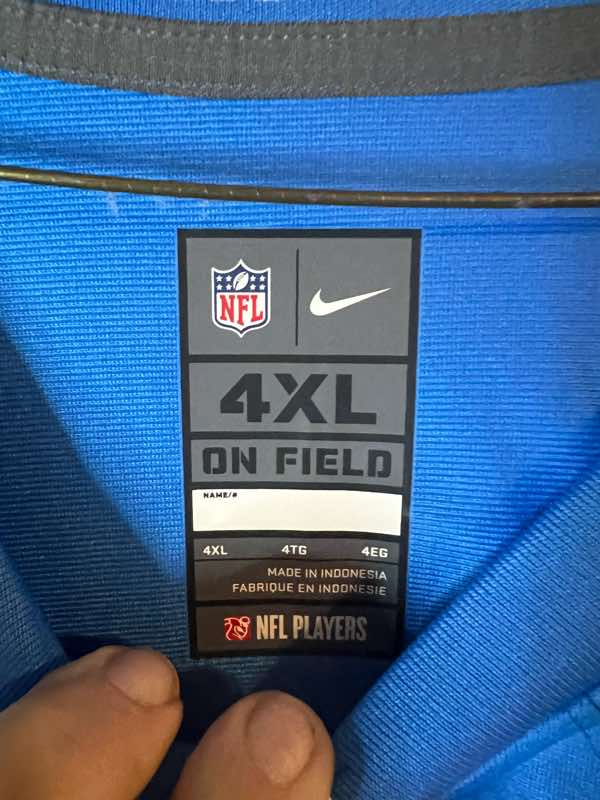 NFL
4XL
ON FIELD
NAME/#
4XL 4TG 4EG
MADE IN INDONESIA
FABRIQUE EN INDONESIE
NFL PLAYERS